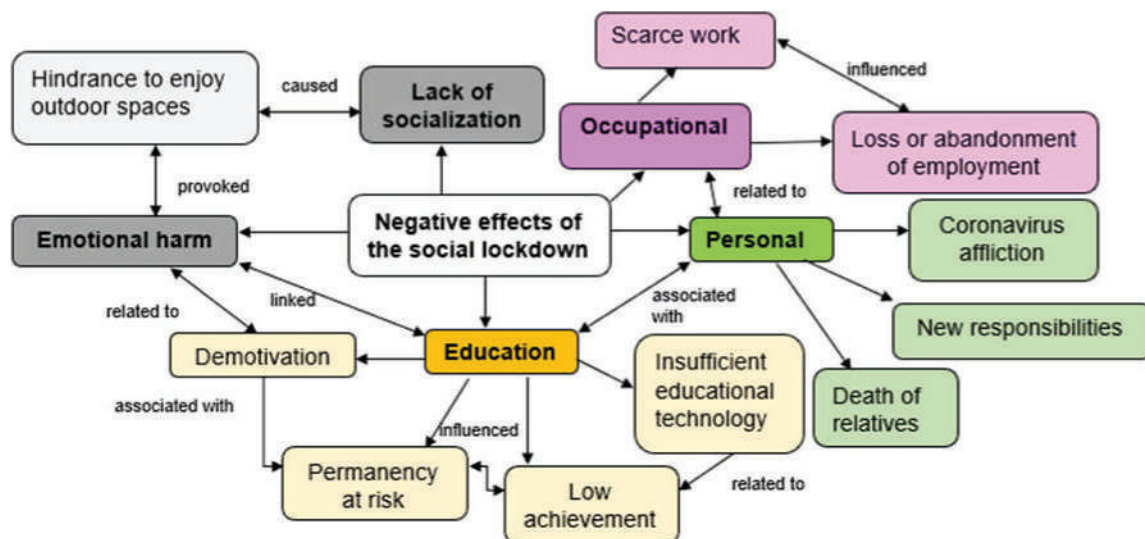 Scarce work
Hindrance to enjoy
outdoor spaces
caused
Lack of
socialization
influenced
Occupational
Loss or abandonment
of employment
provoked
related to
Negative effects of
the social lockdown
Emotional harm
Personal
Coronavirus
affliction
linked
associated
with
related to
New responsibilities
Demotivation
Education
Insufficient
educational
technology
Death of
relatives
associated with
influenced
Permanency
at risk
Low
achievement
related to